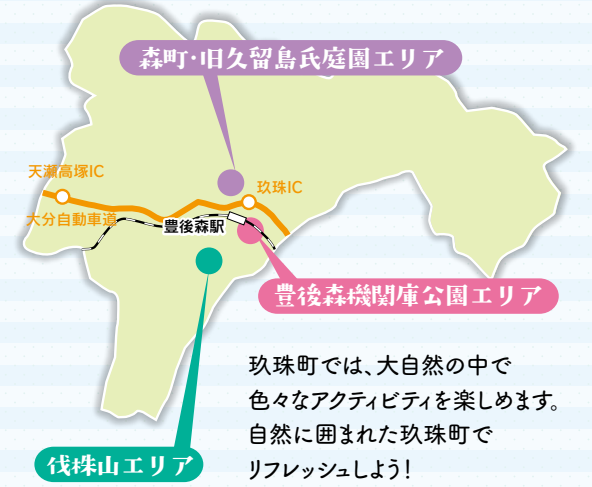 森町・旧久留島氏庭園エリア
天瀬高塚IC
玖珠IC
大分自動車道
豊後森駅
豊後森機関庫公園エリア
玖珠町では、大自然の中で
色々なアクティビティを楽しめます。
自然に囲まれた玖珠町で
リフレッシュしよう！
伐株山エリア